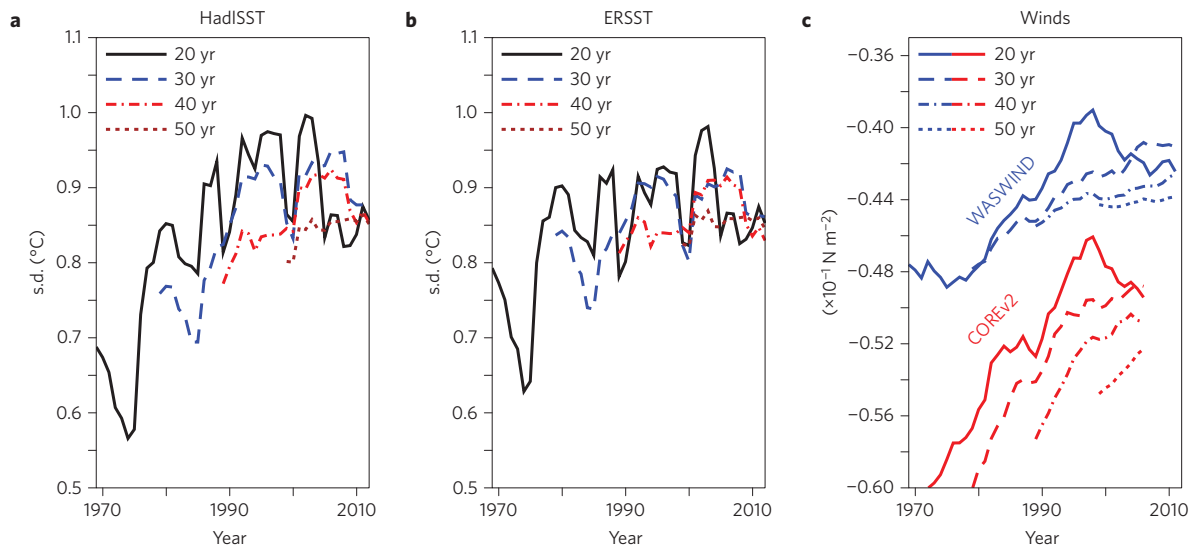 a
HadISST
1.1
1.0
0.9
0.8
0.7
0.6
0.5
s.d. (°C)
20 yr
30 yr
40 yr
50 yr
1970
1990
2010
Year
b
ERSST
1.1
1.0
0.9
0.8
0.7
0.6
0.5
s.d. (°C)
20 yr
30 yr
40 yr
50 yr
1970
1990
2010
Year
c
Winds
−0.36
−0.40
−0.44
−0.48
−0.52
−0.56
−0.60
(×10⁻¹ N m⁻²)
20 yr
30 yr
40 yr
50 yr
WASWIND
COREv2
1970
1990
2010
Year